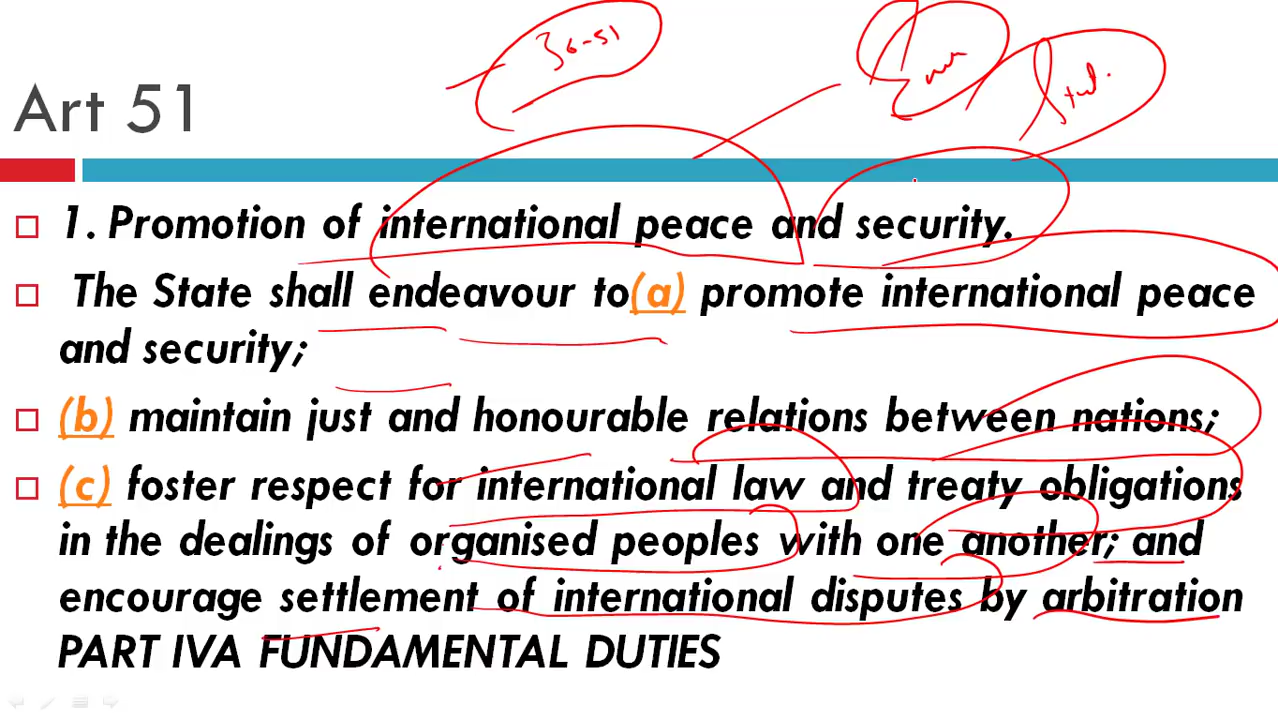 36-51
Art 51
1. Promotion of international peace and security.
The State shall endeavour to(a) promote international peace
and security;
(b) maintain just and honourable relations between nations;
(c) foster respect for international law and treaty obligations
in the dealings of organised peoples with one another; and
encourage settlement of international disputes by arbitration
PART IVA FUNDAMENTAL DUTIES